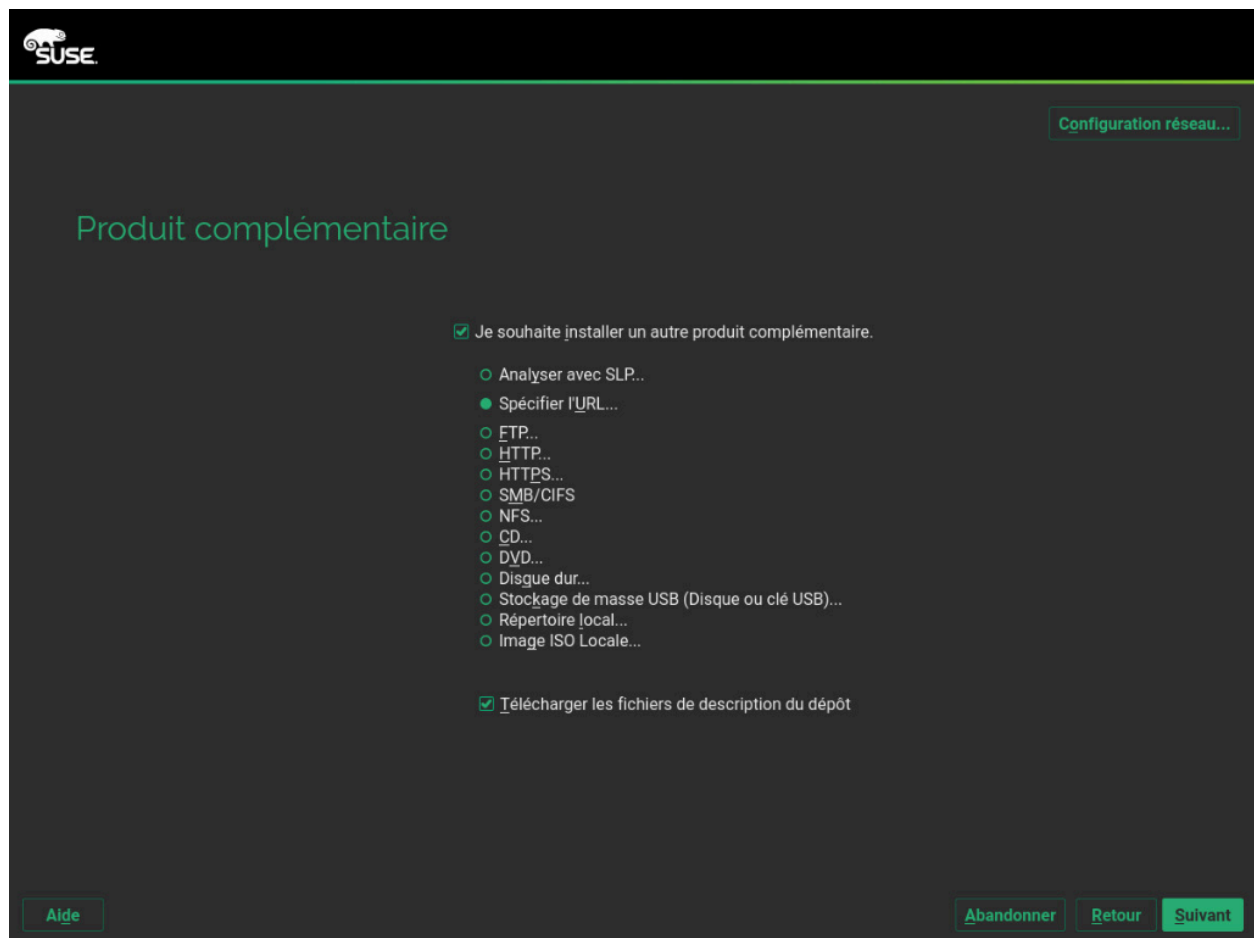 SUSE.
Configuration réseau...
Produit complémentaire
Je souhaite installer un autre produit complémentaire.
Analyser avec SLP...
Spécifier l'URL...
FTP...
HTTP...
HTTPS...
SMB/CIFS
NFS...
CD...
DVD...
Disque dur...
Stockage de masse USB (Disque ou clé USB)...
Répertoire local...
Image ISO Locale...
Télécharger les fichiers de description du dépôt
Aide
Abandonner
Retour
Suivant